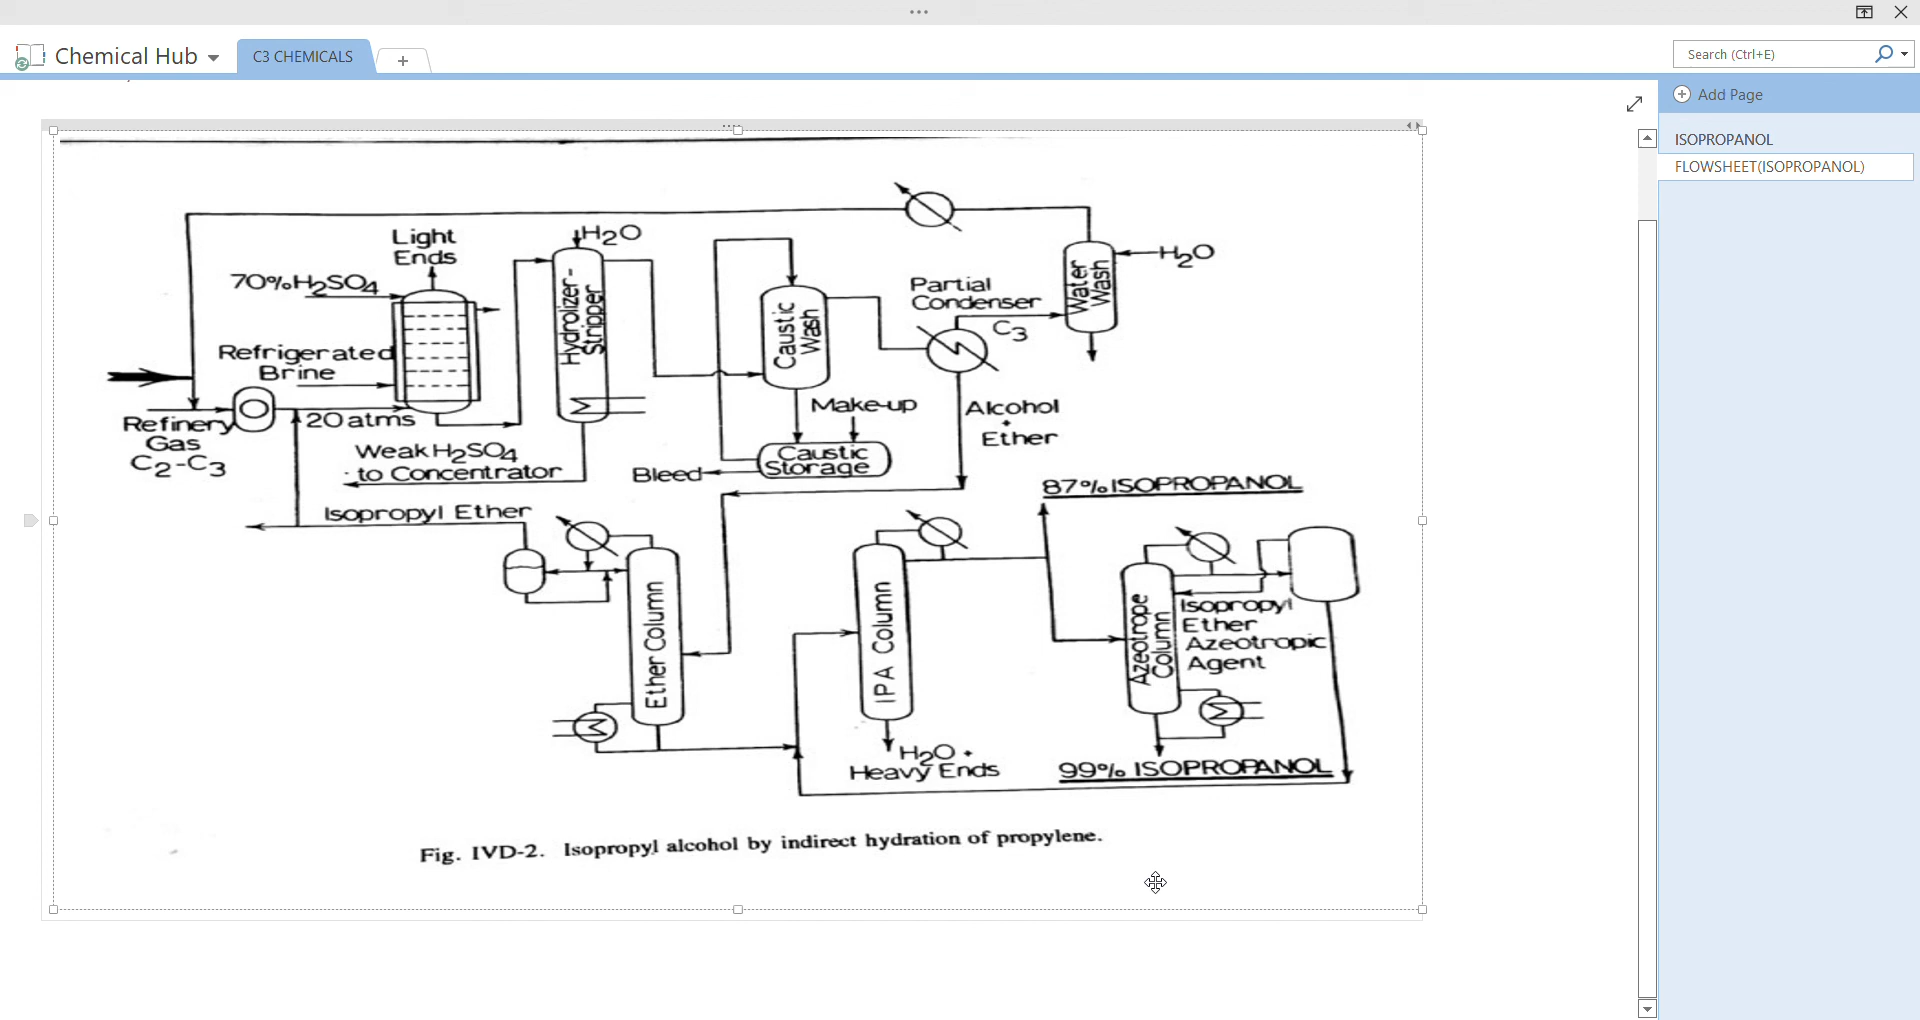 Chemical Hub
C3 CHEMICALS
Search (Ctrl+E)
Add Page
ISOPROPANOL
FLOWSHEET(ISOPROPANOL)
Light
Ends
H2O
70%H2SO4
Hydrolizer-
Stripper
Caustic
Wash
Partial
Condenser
C3
Water
Wash
H2O
Refrigerated
Brine
20 atms
Refinery
Gas
C2-C3
Weak H2SO4
to Concentrator
Make-up
Caustic
Storage
Bleed
Alcohol
+
Ether
87% ISOPROPANOL
Isopropyl Ether
Ether Column
IPA Column
Azeotrope
Column
Isopropyl
Ether
Azeotropic
Agent
H2O +
Heavy Ends
99% ISOPROPANOL
Fig. IVD-2. Isopropyl alcohol by indirect hydration of propylene.